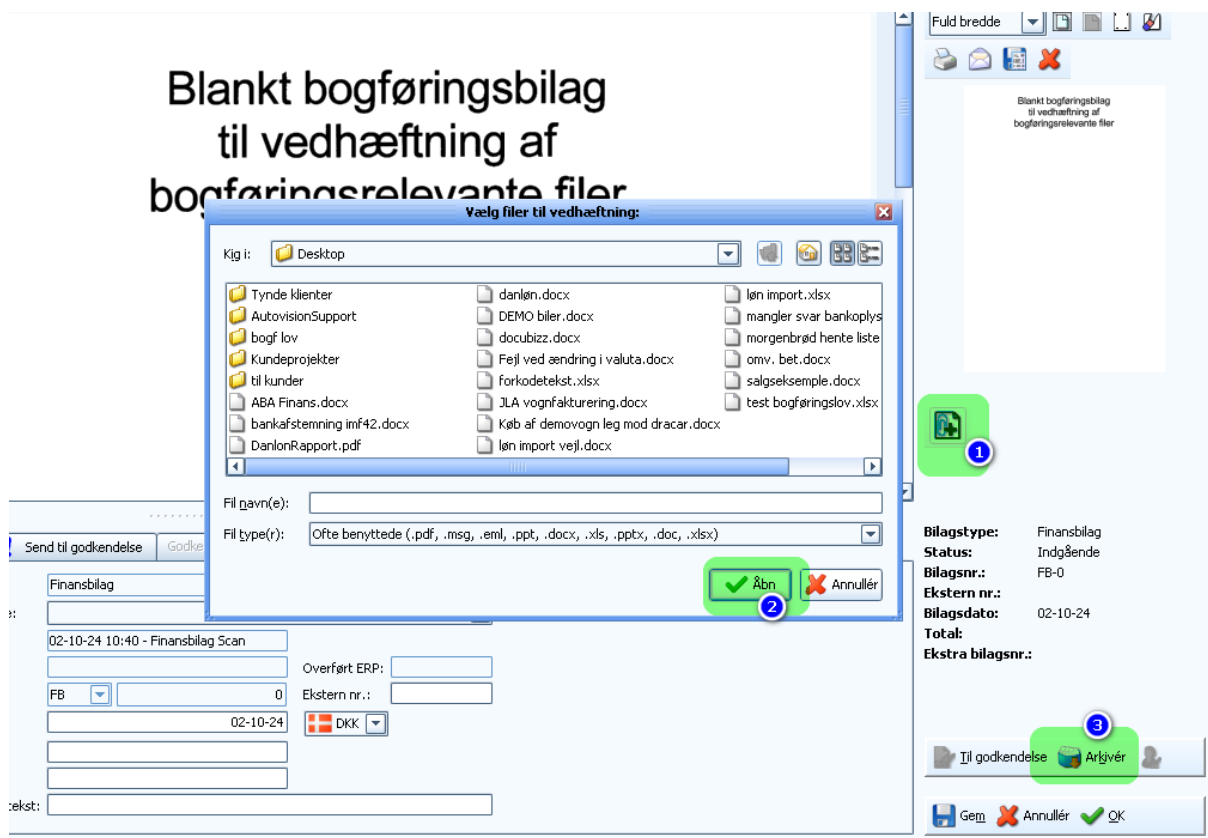 Fuld bredde
Blankt bogføringsbilag
til vedhæftning af
bogføringsrelevante filer
Blankt bogføringsbilag
til vedhæftning af
bogføringsrelevante filer
Vælg filer til vedhæftning:
Kig i: Desktop
Tynde klienter
AutovisionSupport
bogf lov
Kundeprojekter
til kunder
ABA Finans.docx
bankafstemning imf42.docx
DanlonRapport.pdf
danløn.docx
DEMO biler.docx
docubizz.docx
Fejl ved ændring i valuta.docx
forkodetekst.xlsx
JLA vognfakturering.docx
Køb af demovogn leg mod dracar.docx
løn import vejl.docx
løn import.xlsx
mangler svar bankoplys
morgenbrød hente liste
omv. bet.docx
salgseksemple.docx
test bogføringslov.xlsx
1
Fil navn(e):
Fil type(r): Ofte benyttede (.pdf, .msg, .eml, .ppt, .docx, .xls, .pptx, .doc, .xlsx)
Åbn Annullér
2
Send til godkendelse Godke
Finansbilag
e:
02-10-24 10:40 - Finansbilag Scan
Overført ERP:
FB 0 Ekstern nr.:
02-10-24 DKK
tekst:
Bilagstype: Finansbilag
Status: Indgående
Bilagsnr.: FB-0
Ekstern nr.:
Bilagsdato: 02-10-24
Total:
Ekstra bilagsnr.:
3
Til godkendelse Arkivér
Gem Annullér OK